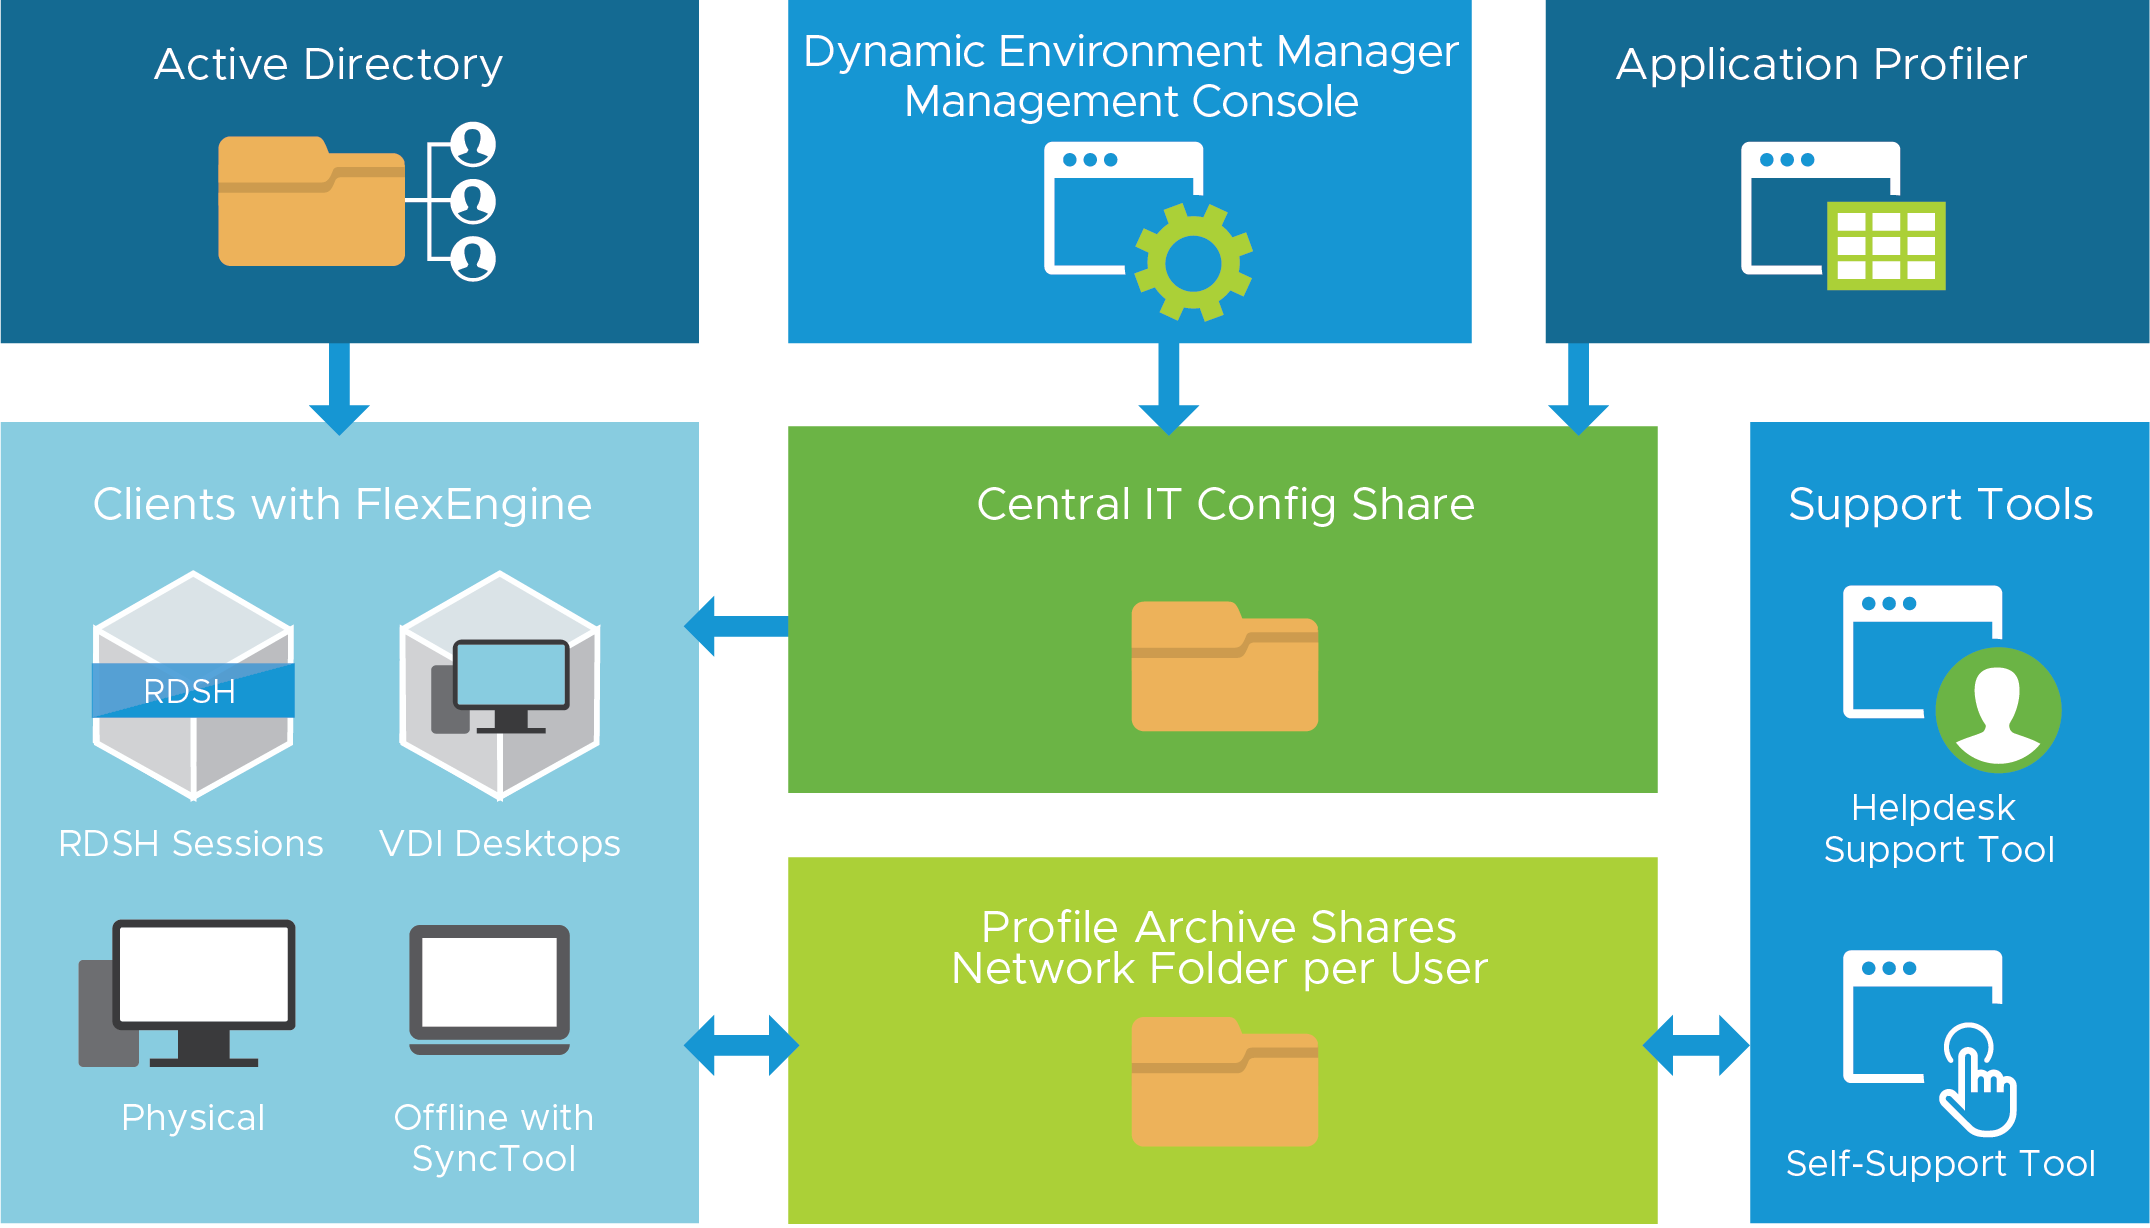 Active Directory
Dynamic Environment Manager
Management Console
Application Profiler
Clients with FlexEngine
RDSH
RDSH Sessions
VDI Desktops
Physical
Offline with
SyncTool
Central IT Config Share
Profile Archive Shares
Network Folder per User
Support Tools
Helpdesk
Support Tool
Self-Support Tool